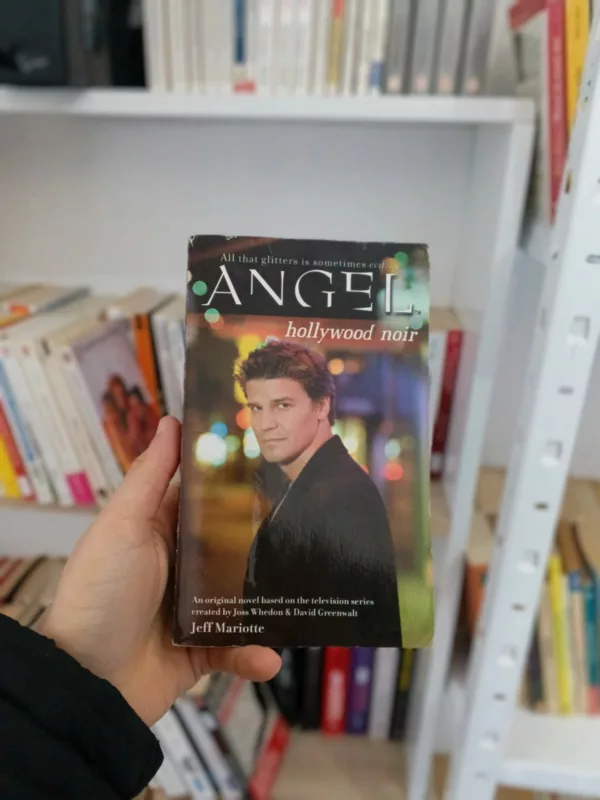 All that glitters is sometimes evil...
ANGEL
hollywood noir
An original novel based on the television series
created by Joss Whedon & David Greenwalt
Jeff Mariotte